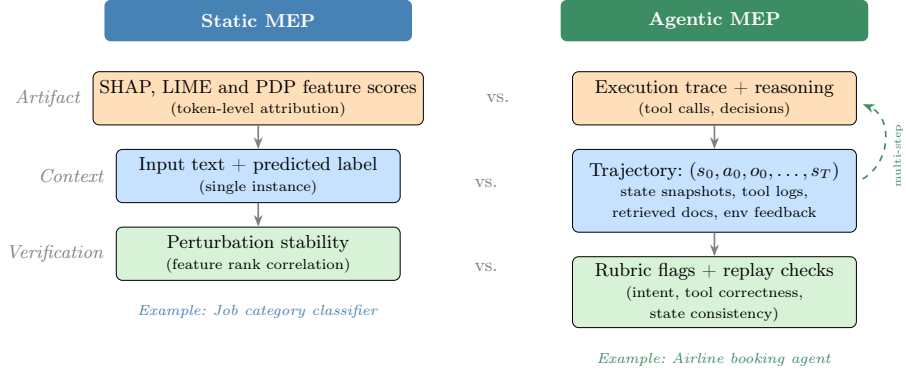 Static MEP
Agentic MEP
Artifact
SHAP, LIME and PDP feature scores
(token-level attribution)
vs.
Execution trace + reasoning
(tool calls, decisions)
multi-step
Context
Input text + predicted label
(single instance)
vs.
Trajectory: (s₀, a₀, o₀, . . . , s_T)
state snapshots, tool logs,
retrieved docs, env feedback
Verification
Perturbation stability
(feature rank correlation)
vs.
Rubric flags + replay checks
(intent, tool correctness,
state consistency)
Example: Job category classifier
Example: Airline booking agent